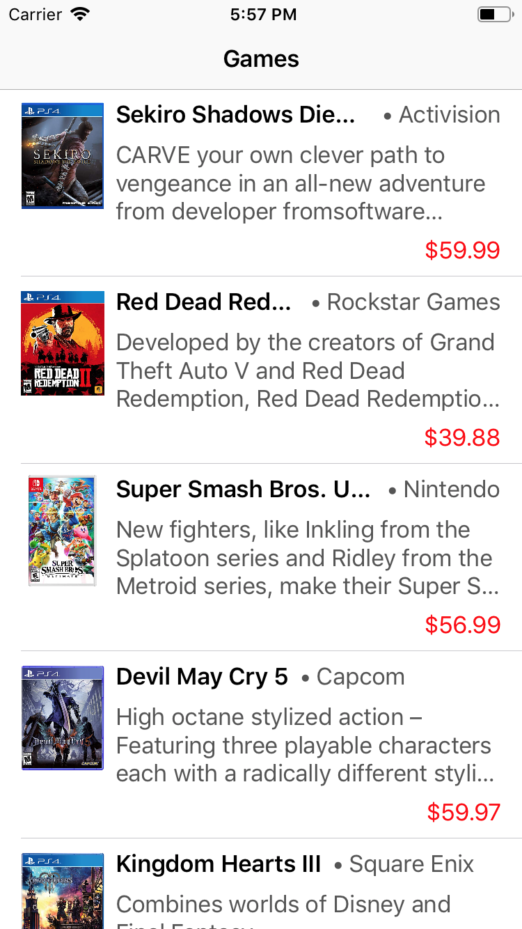 Carrier 5:57 PM
Games
PS4
SEKIRO
Sekiro Shadows Die... • Activision
CARVE your own clever path to
vengeance in an all-new adventure
from developer fromsoftware...
$59.99
PS4
RED DEAD
REDEMPTION II
Red Dead Red... • Rockstar Games
Developed by the creators of Grand
Theft Auto V and Red Dead
Redemption, Red Dead Redemptio...
$39.88
SUPER
SMASH BROS.
ULTIMATE
Super Smash Bros. U... • Nintendo
New fighters, like Inkling from the
Splatoon series and Ridley from the
Metroid series, make their Super S...
$56.99
PS4
Devil May Cry 5
CAPCOM
Devil May Cry 5 • Capcom
High octane stylized action –
Featuring three playable characters
each with a radically different styli...
$59.97
PS4
Kingdom Hearts III • Square Enix
Combines worlds of Disney and
Final Fantasy